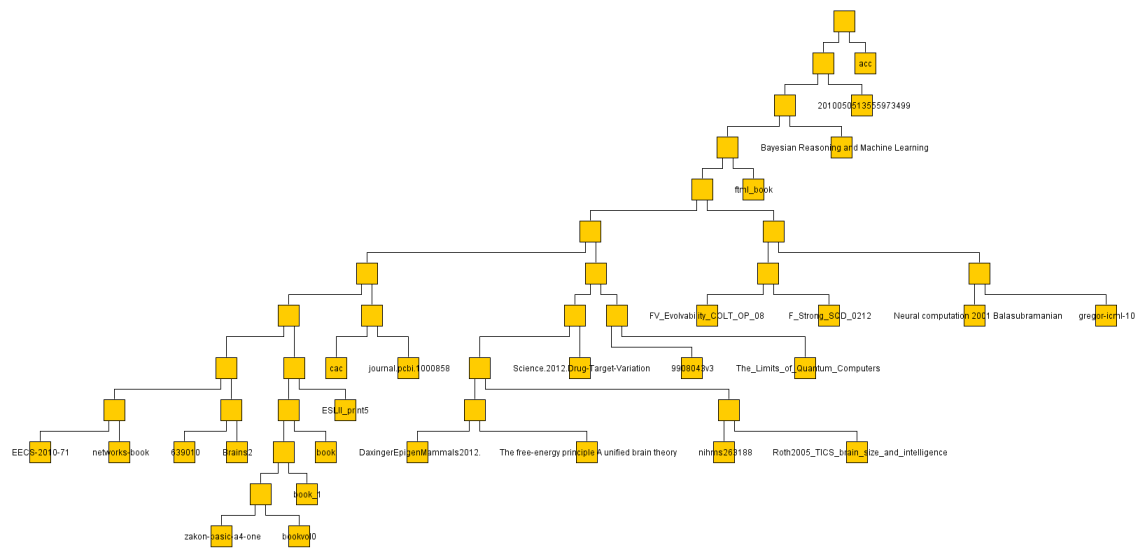 acc
2010050513555973499
Bayesian Reasoning and Machine Learning
ftml_book
FV_Evolvability_COLT_OP_08
F_Strong_SQD_0212
Neural computation 2001 Balasubramanian
gregor-icml-10
cac
journal.pcbi.1000858
Science.2012.Drug-Target-Variation
9908043v3
The_Limits_of_Quantum_Computers
ESLII_print5
EECS-2010-71
networks-book
639010
Brains2
book
DaxingerEpigenMammals2012.
The free-energy principle A unified brain theory
nihms263188
Roth2005_TICS_brain_size_and_intelligence
book_1
zakon-basic-a4-one
bookvol0